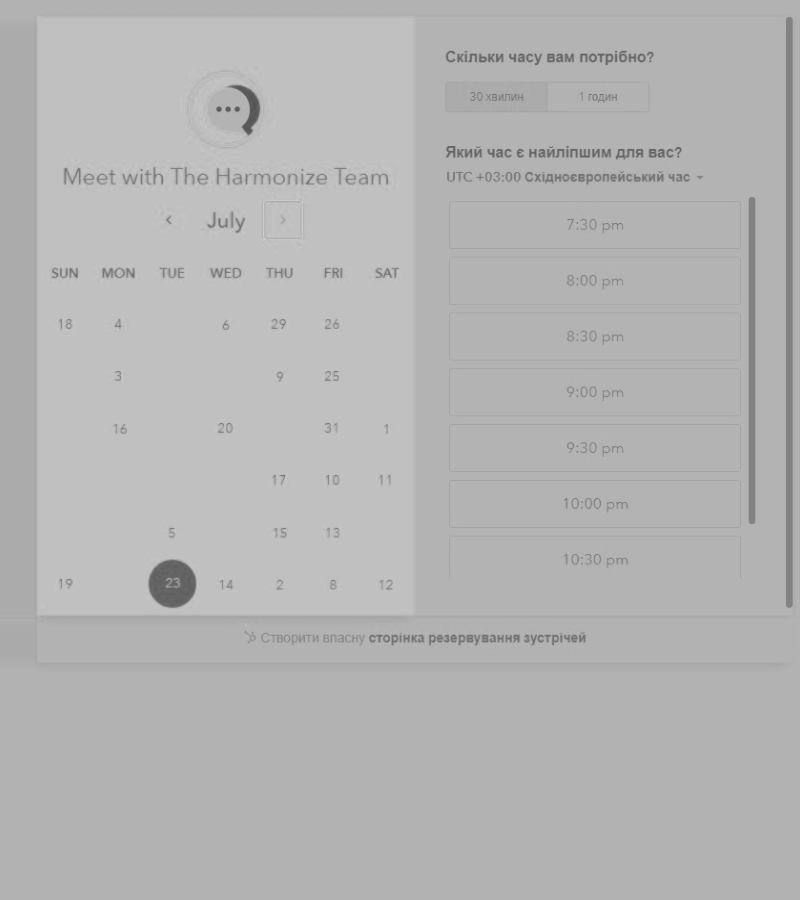 Meet with The Harmonize Team
July
SUN MON TUE WED THU FRI SAT
18 4 6 29 26
3 9 25
16 20 31 1
17 10 11
5 15 13
19 23 14 2 8 12
Скільки часу вам потрібно?
30 хвилин 1 годин
Який час є найліпшим для вас?
UTC +03:00 Східноєвропейський час
7:30 pm
8:00 pm
8:30 pm
9:00 pm
9:30 pm
10:00 pm
10:30 pm
Створити власну сторінка резервування зустрічей